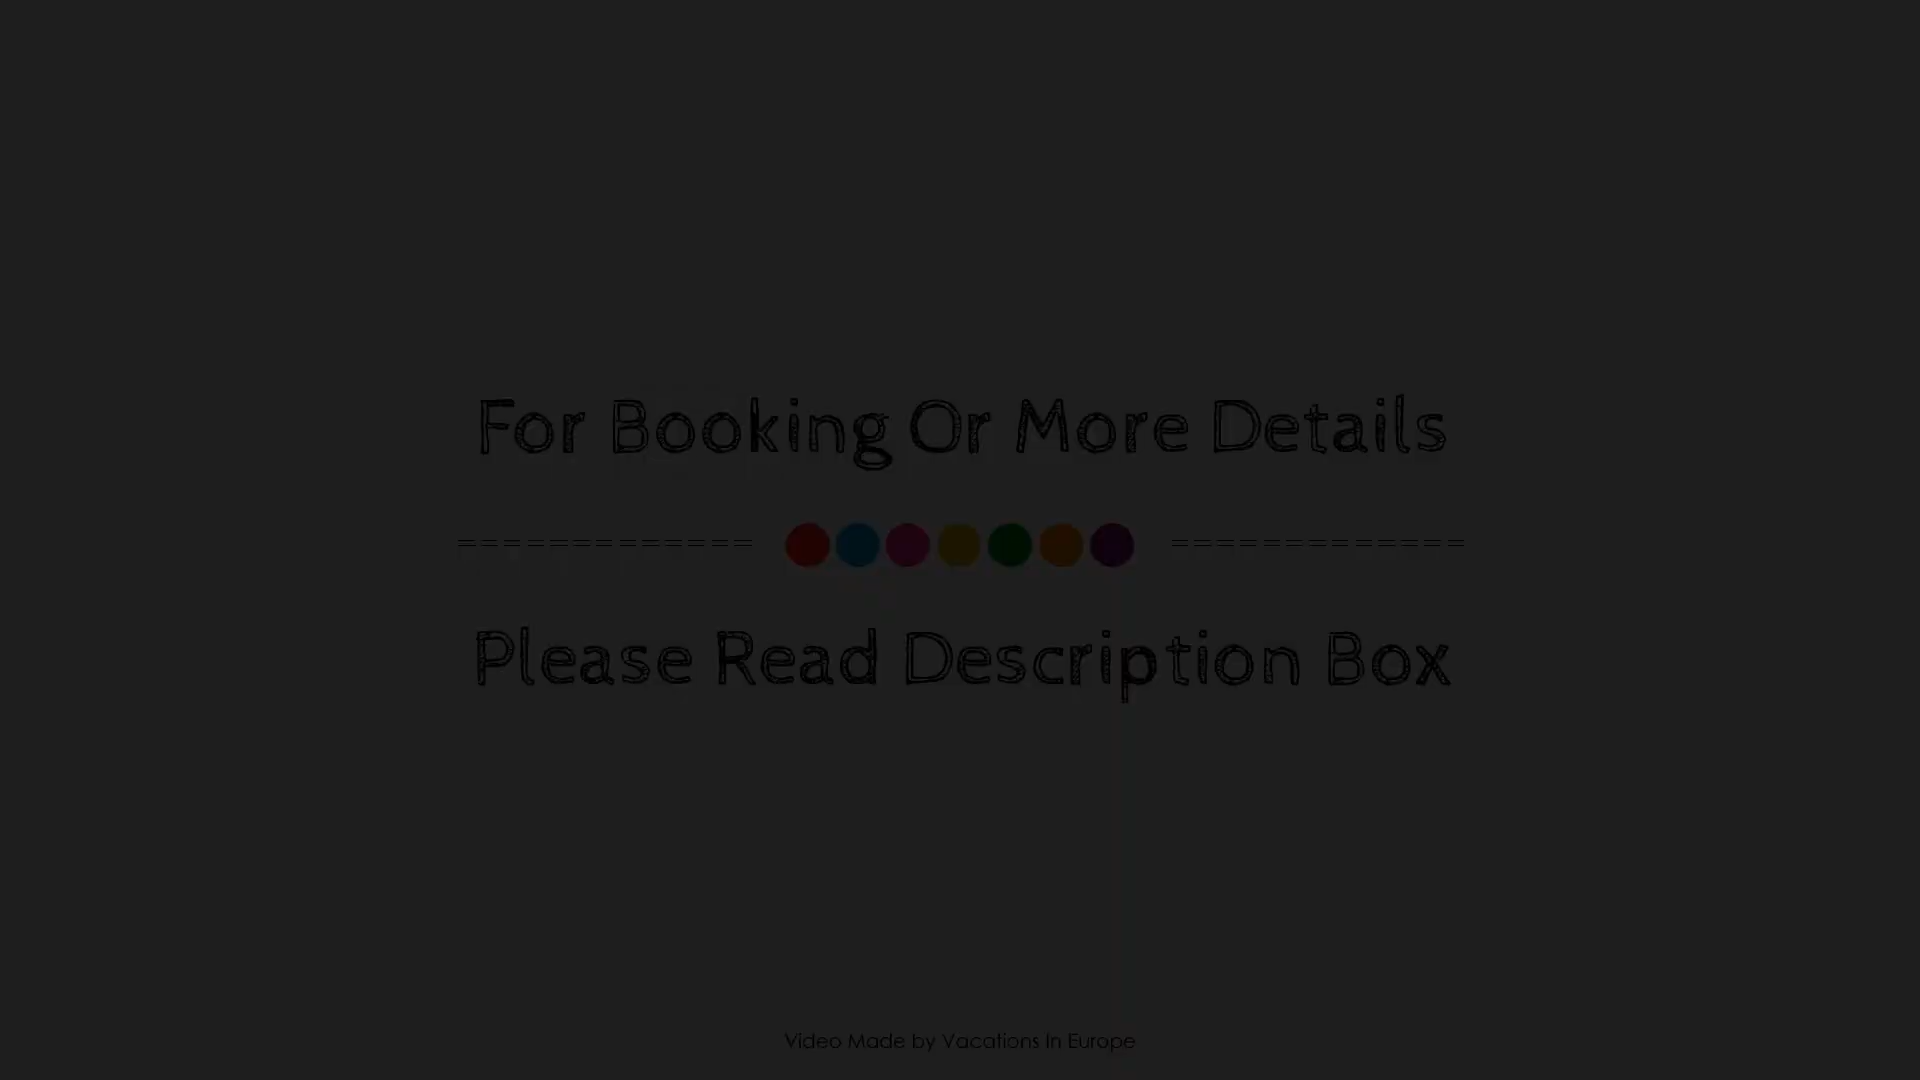 For Booking Or More Details
============= =============
Please Read Description Box
Video Made by Vacations In Europe